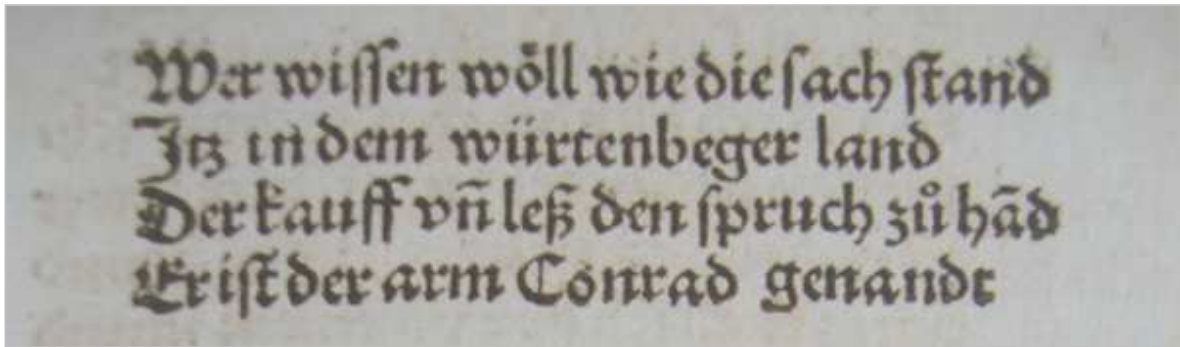 Wer wiſſen wöll wie die ſach ſtand
Jtz in dem würtenbeger land
Der kauff vn̄ leß den ſpruch zů hād
Er iſt der arm Conrad genandt